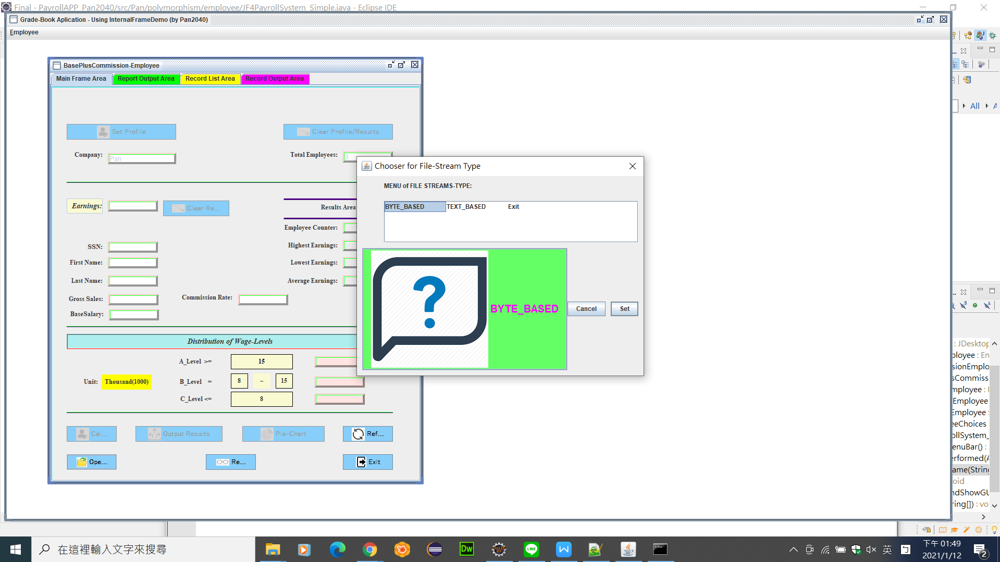 Final - PayrollAPP_Pan2040/src/Pan/polymorphism/employee/JF4PayrollSystem_Simple.java - Eclipse IDE
Grade-Book Aplication - Using InternalFrameDemo (by Pan2040)
Employee
BasePlusCommission-Employee
Main Frame Area
Report Output Area
Record List Area
Record Output Area
Set Profile
Clear Profile/Results
Company:
Pan
Total Employees:
3
Earnings:
Clear Re...
Results Area
Employee Counter:
SSN:
Highest Earnings:
First Name:
Lowest Earnings:
Last Name:
Average Earnings:
Gross Sales:
Commission Rate:
BaseSalary:
Distribution of Wage-Levels
A_Level >=
15
Unit:
Thousand(1000)
B_Level =
8
~
15
C_Level <=
8
Cal...
Output Results
Pie-Chart
Ref...
Ope...
Re...
Exit
Chooser for File-Stream Type
MENU of FILE STREAMS-TYPE:
BYTE_BASED
TEXT_BASED
Exit
BYTE_BASED
Cancel
Set
All
: JDesktop
ployee : Em
sionEmplo
sCommiss
mployee :
Employee
Employee :
eeChoices
ollSystem_
enuBar() :
erformed(A
ame(String
oid
ndShowGU
ring[]) : vo
在這裡輸入文字來搜尋
Dw
LINE
英
下午 01:49
2021/1/12
2